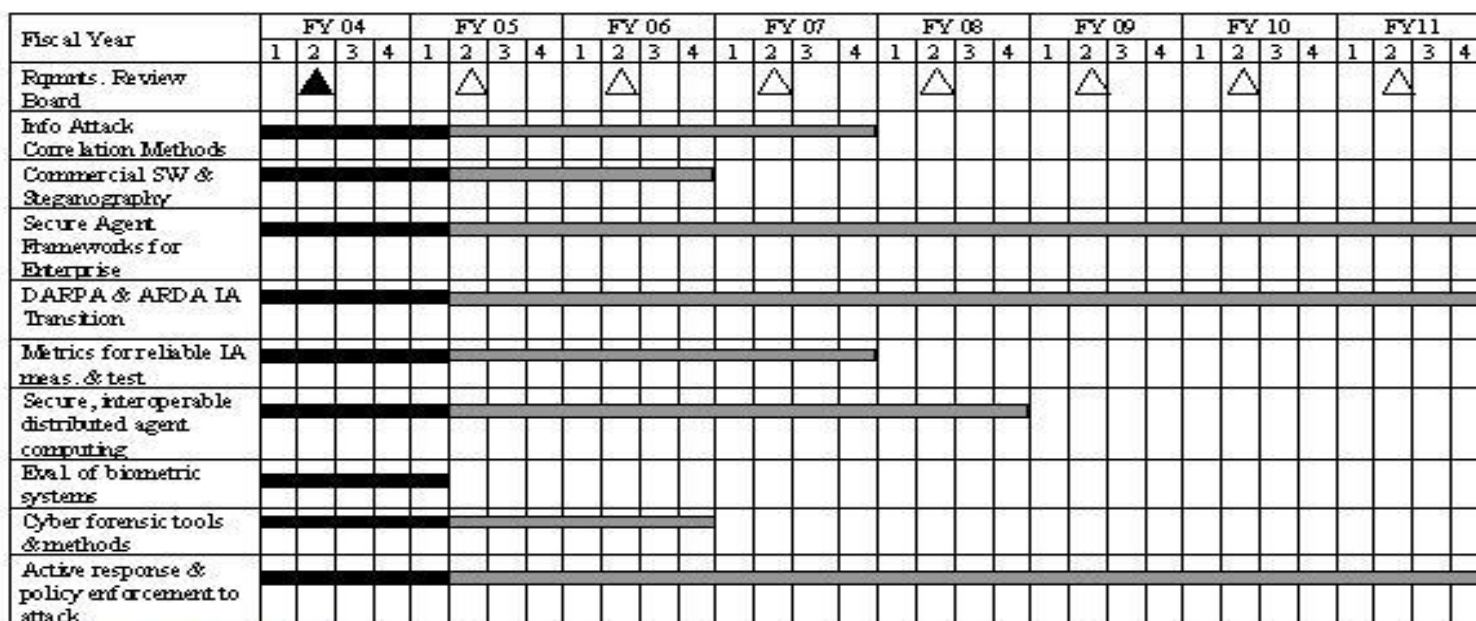 Fiscal Year
FY 04 FY 05 FY 06 FY 07 FY 08 FY 09 FY 10 FY11
1 2 3 4 1 2 3 4 1 2 3 4 1 2 3 4 1 2 3 4 1 2 3 4 1 2 3 4 1 2 3 4
Rqmnts. Review
Board
Info Attack
Correlation Methods
Commercial SW &
Steganography
Secure Agent
Frameworks for
Enterprise
DARPA & ARDA IA
Transition
Metrics for reliable IA
meas. & test
Secure, interoperable
distributed agent
computing
Eval. of biometric
systems
Cyber forensic tools
& methods
Active response &
policy enforcement to
attack